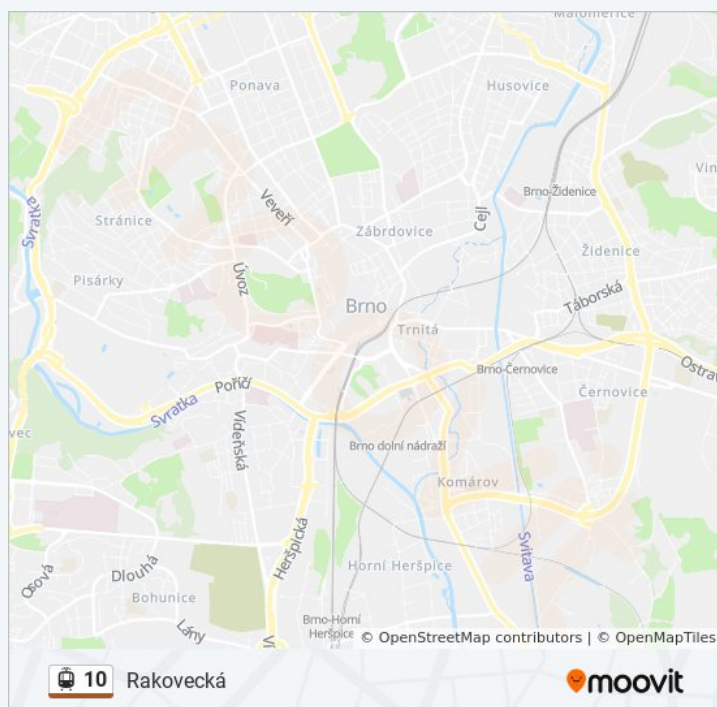 Maloměřice
Ponava
Husovice
Veveří
Cejl
Brno-Židenice
Vin
Svratka
Stránice
Zábrdovice
Židenice
Pisárky
Úvoz
Brno
Táborská
Trnitá
Brno-Černovice
Ostrav
Poříčí
Svratka
Černovice
vec
Vídeňská
Brno dolní nádraží
Komárov
Heršpická
Svitava
Osová
Dlouhá
Horní Heršpice
Bohunice
Lány
Brno-Horní
Heršpice
Ví
© OpenStreetMap contributors | © OpenMapTiles
10 Rakovecká
moovit